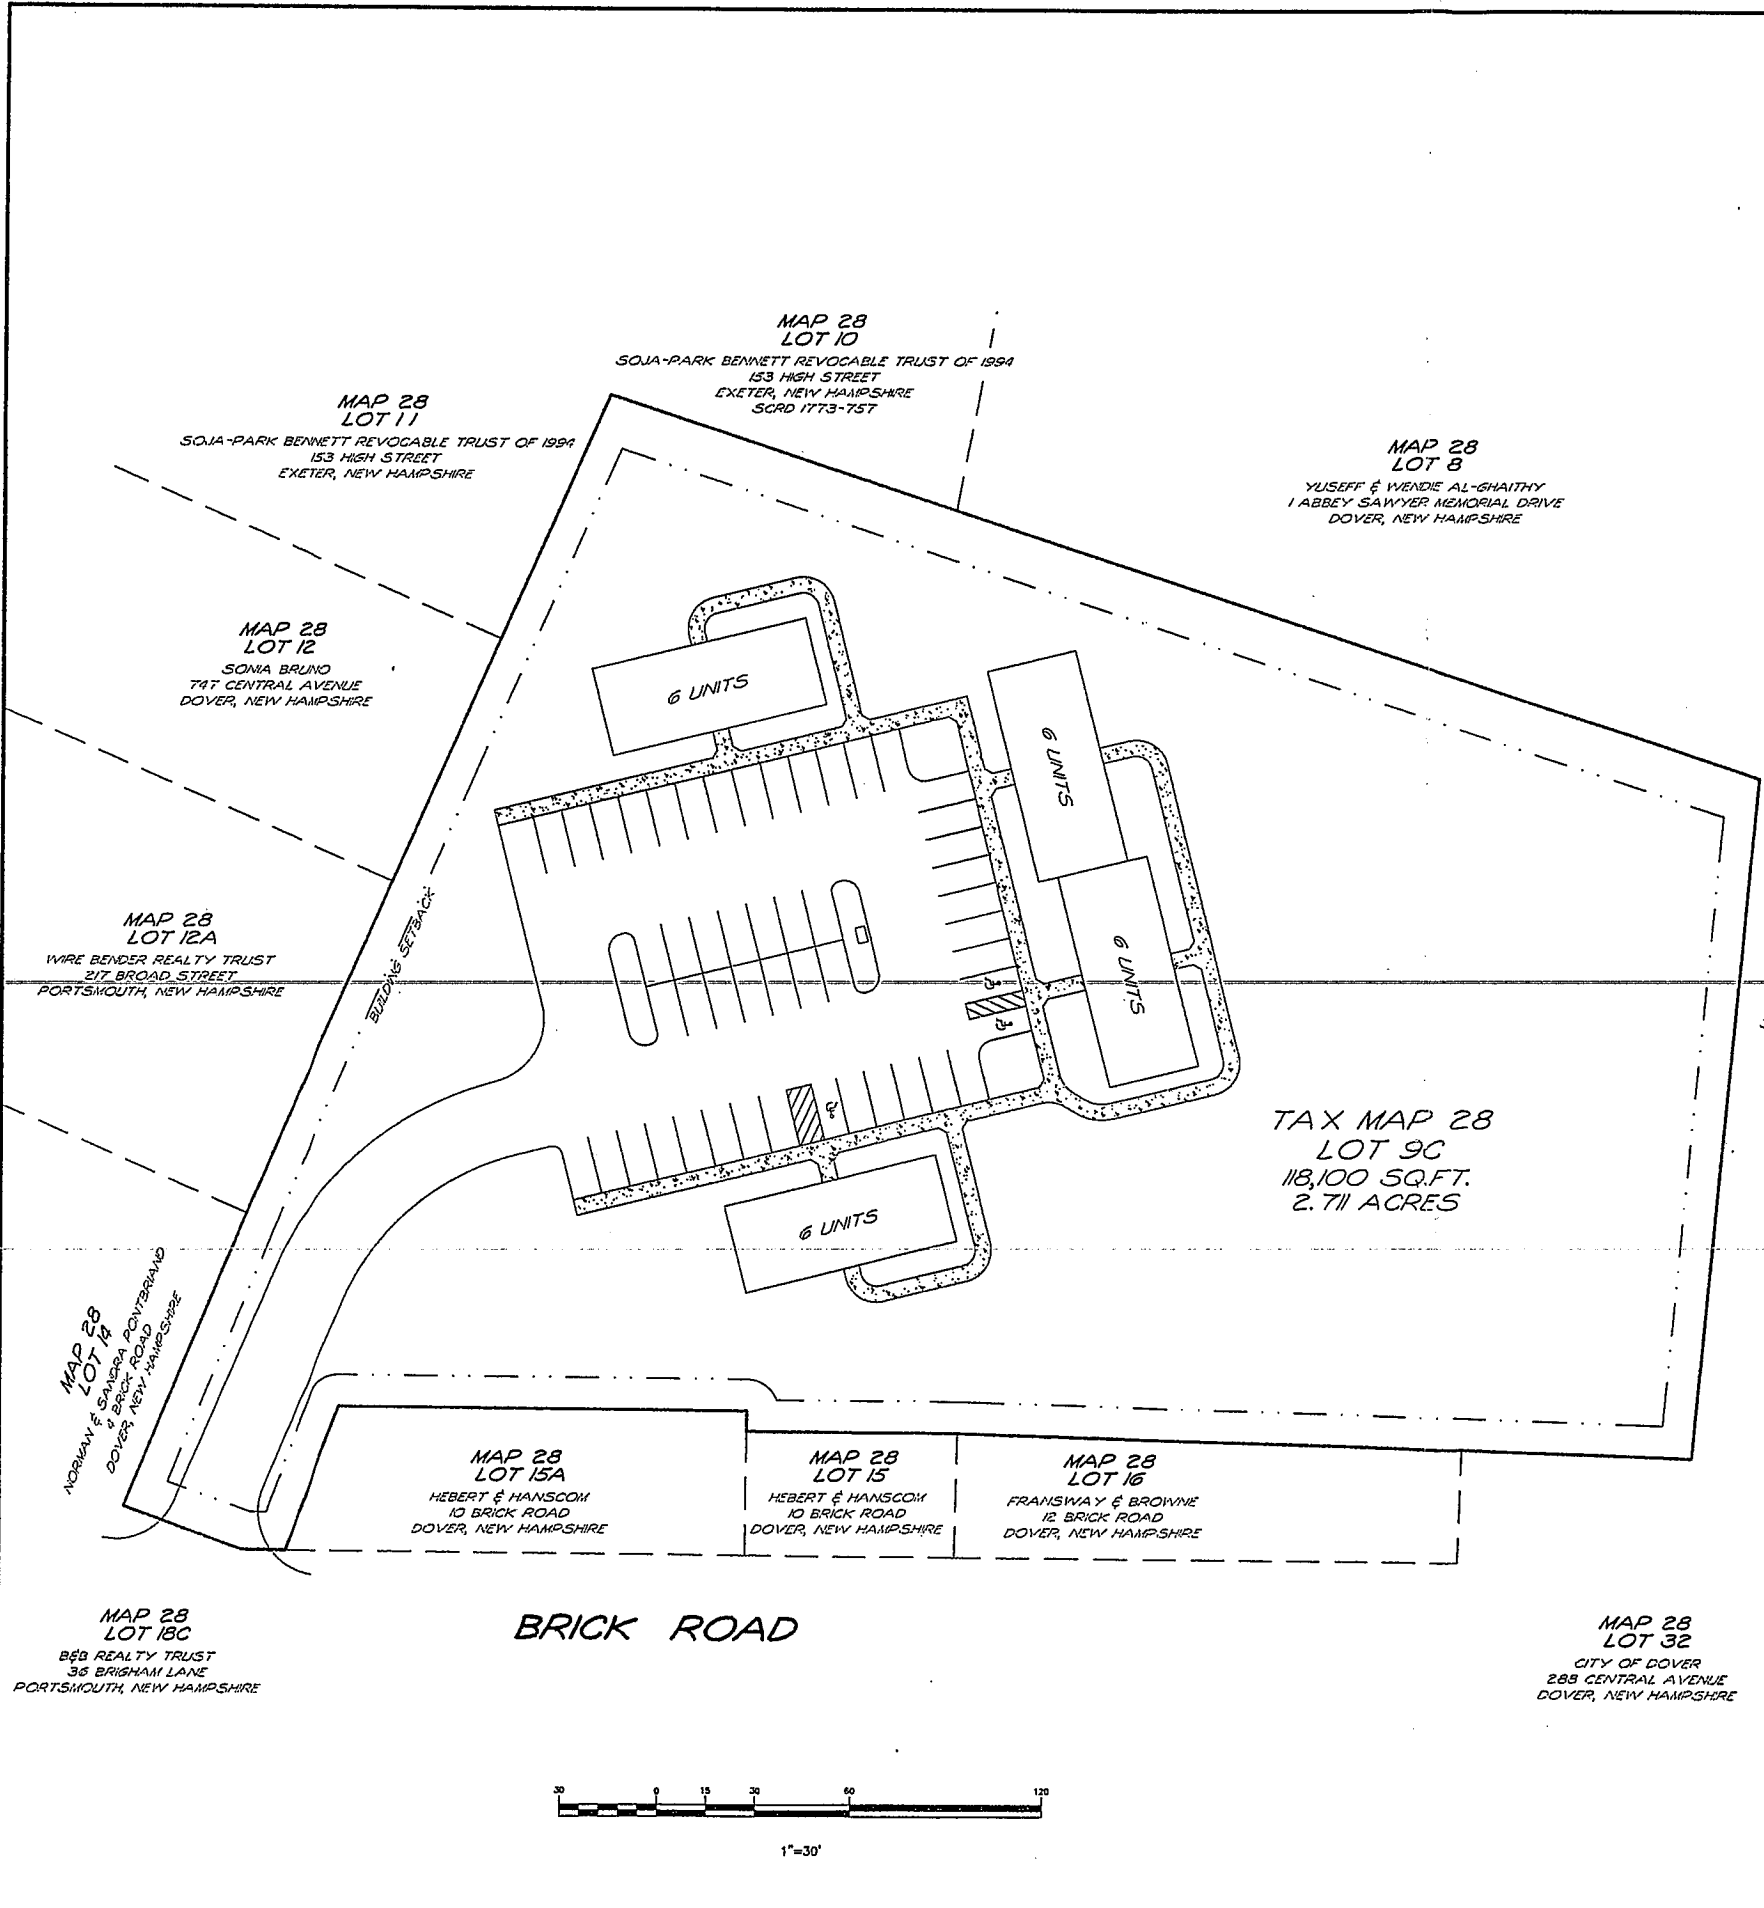 MAP 28
LOT 10
SOJA-PARK BENNETT REVOCABLE TRUST OF 1994
153 HIGH STREET
EXETER, NEW HAMPSHIRE
SCRD 1773-757
MAP 28
LOT 11
SOJA-PARK BENNETT REVOCABLE TRUST OF 1994
153 HIGH STREET
EXETER, NEW HAMPSHIRE
MAP 28
LOT 8
YUSEFF & WENDIE AL-GHAITHY
1 ABBEY SAWYER MEMORIAL DRIVE
DOVER, NEW HAMPSHIRE
MAP 28
LOT 12
SONIA BRUNO
747 CENTRAL AVENUE
DOVER, NEW HAMPSHIRE
6 UNITS
6 UNITS
6 UNITS
6 UNITS
BUILDING SETBACK
MAP 28
LOT 12A
WIRE BENDER REALTY TRUST
217 BROAD STREET
PORTSMOUTH, NEW HAMPSHIRE
TAX MAP 28
LOT 9C
118,100 SQ.FT.
2.711 ACRES
MAP 28
LOT 14
NORMAN & SANDRA PONTBRIAND
4 BRICK ROAD
DOVER, NEW HAMPSHIRE
MAP 28
LOT 15A
HEBERT & HANSCOM
10 BRICK ROAD
DOVER, NEW HAMPSHIRE
MAP 28
LOT 15
HEBERT & HANSCOM
10 BRICK ROAD
DOVER, NEW HAMPSHIRE
MAP 28
LOT 16
FRANSWAY & BROWNE
12 BRICK ROAD
DOVER, NEW HAMPSHIRE
BRICK ROAD
MAP 28
LOT 18C
B&B REALTY TRUST
36 BRIGHAM LANE
PORTSMOUTH, NEW HAMPSHIRE
MAP 28
LOT 32
CITY OF DOVER
288 CENTRAL AVENUE
DOVER, NEW HAMPSHIRE
30 0 15 30 60 120
1"=30'